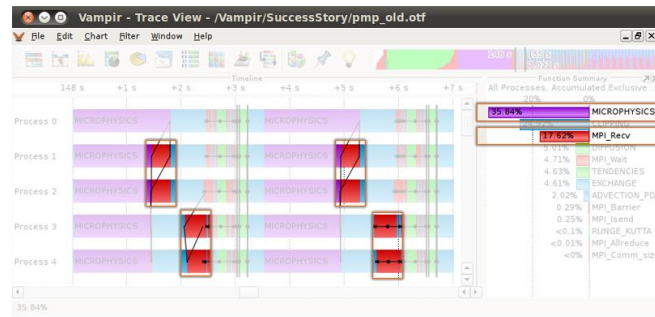 Vampir - Trace View - /Vampir/SuccessStory/pmp_old.otf
File Edit Chart Filter Window Help
Timeline
148 s +1 s +2 s +3 s +4 s +5 s +6 s +7 s
Process 0 MICROPHYSICS MICROPHYSICS
Process 1 MICROPHYSICS MICROPHYSICS
Process 2 MICROPHYSICS MICROPHYSICS
Process 3 MICROPHYSICS MICROPHYSICS
Process 4 MICROPHYSICS MICROPHYSICS
Function Summary
All Processes, Accumulated Exclusive
20% 0%
35.84% MICROPHYSICS
17.62% MPI_Recv
5.01% DIFFUSION
4.71% MPI_Wait
4.63% TENDENCIES
4.61% EXCHANGE
2.02% ADVECTION_PD
0.29% MPI_Barrier
0.25% MPI_Isend
<0.1% RUNGE_KUTTA
<0.01% MPI_Allreduce
<0% MPI_Comm_siz
35.84%